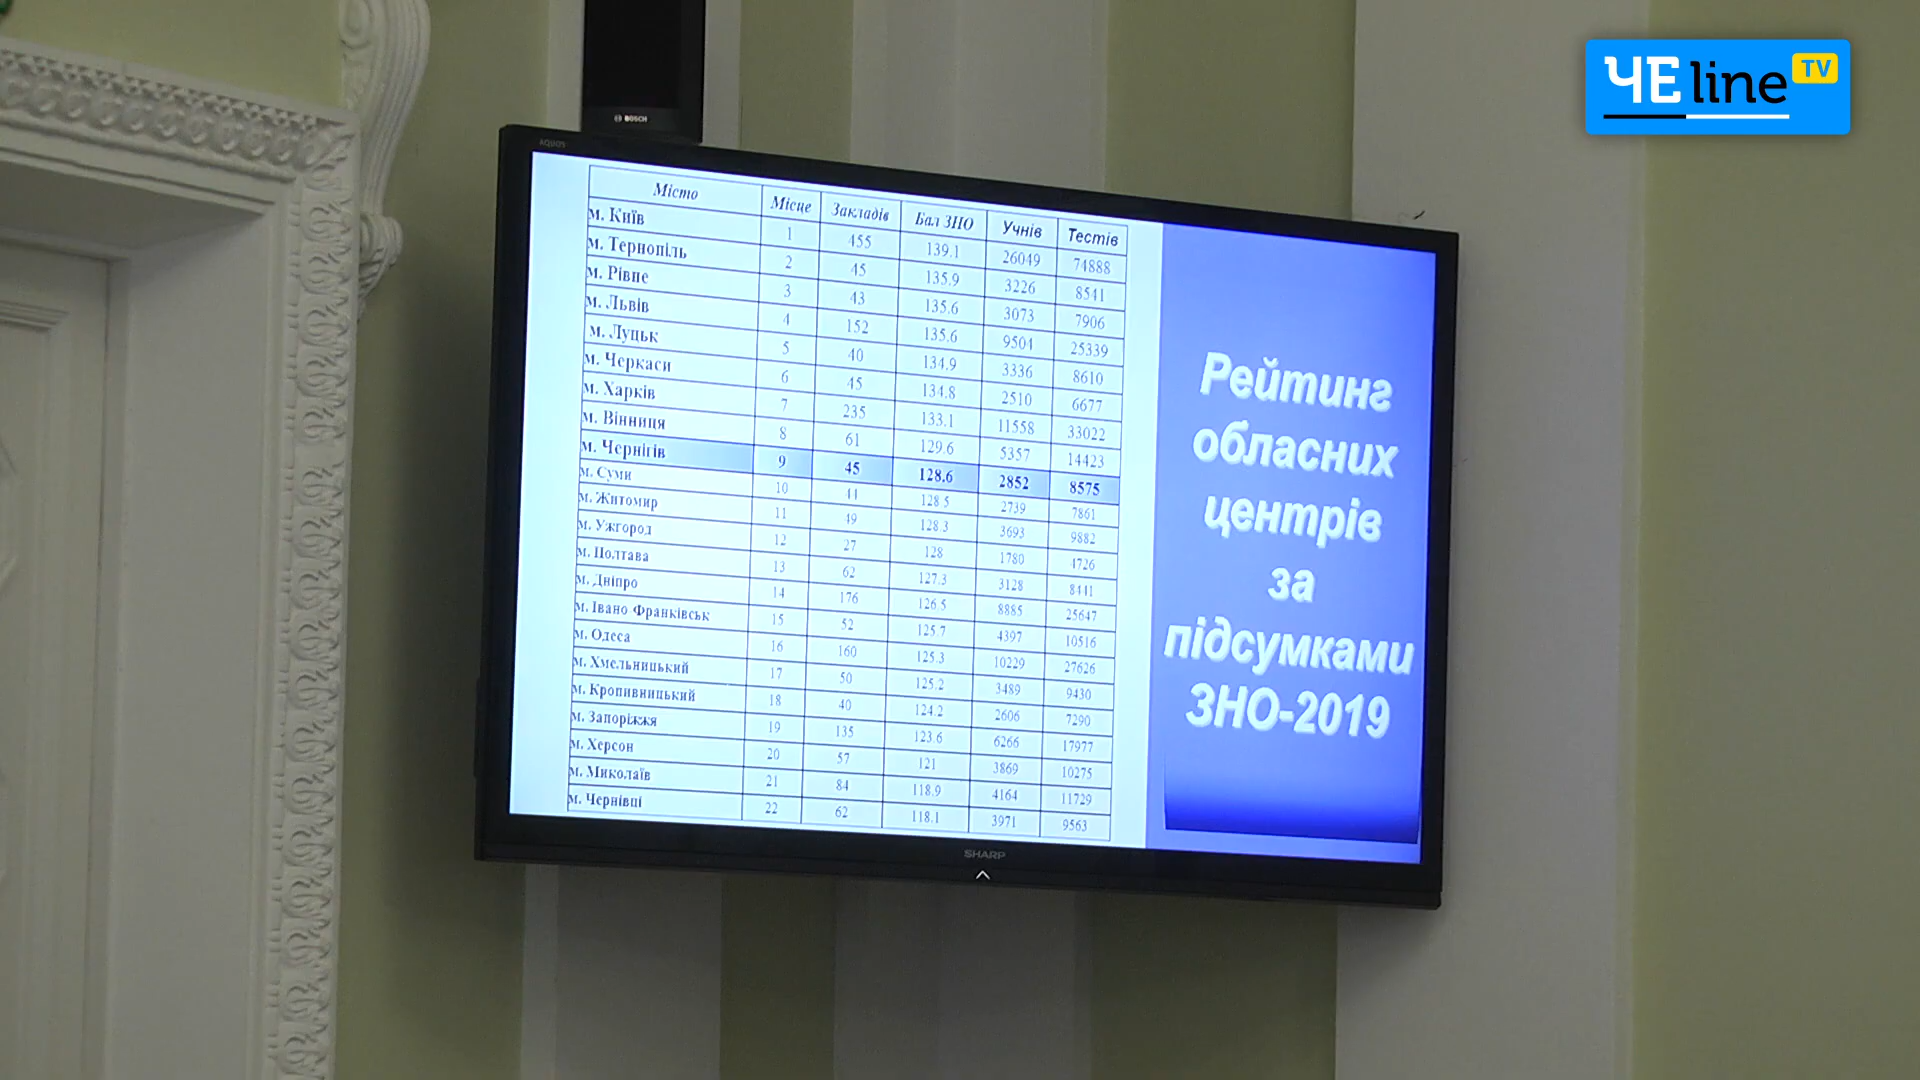 ЧЕline TV
BOSCH
AQUOS
Місто Місце Закладів Бал ЗНО Учнів Тестів
м. Київ 1 455 139.1 26049 74888
м. Тернопіль 2 45 135.9 3226 8541
м. Рівне 3 43 135.6 3073 7906
м. Львів 4 152 135.6 9504 25339
м. Луцьк 5 40 134.9 3336 8610
м. Черкаси 6 45 134.8 2510 6677
м. Харків 7 235 133.1 11558 33022
м. Вінниця 8 61 129.6 5357 14423
м. Чернігів 9 45 128.6 2852 8575
м. Суми 10 41 128.5 2739 7861
м. Житомир 11 49 128.3 3693 9882
м. Ужгород 12 27 128 1780 4726
м. Полтава 13 62 127.3 3128 8441
м. Дніпро 14 176 126.5 8885 25647
м. Івано Франківськ 15 52 125.7 4397 10516
м. Одеса 16 160 125.3 10229 27626
м. Хмельницький 17 50 125.2 3489 9430
м. Кропивницький 18 40 124.2 2606 7290
м. Запоріжжя 19 135 123.6 6266 17977
м. Херсон 20 57 121 3869 10275
м. Миколаїв 21 84 118.9 4164 11729
м. Чернівці 22 62 118.1 3971 9563
Рейтинг
обласних
центрів
за
підсумками
ЗНО-2019
SHARP